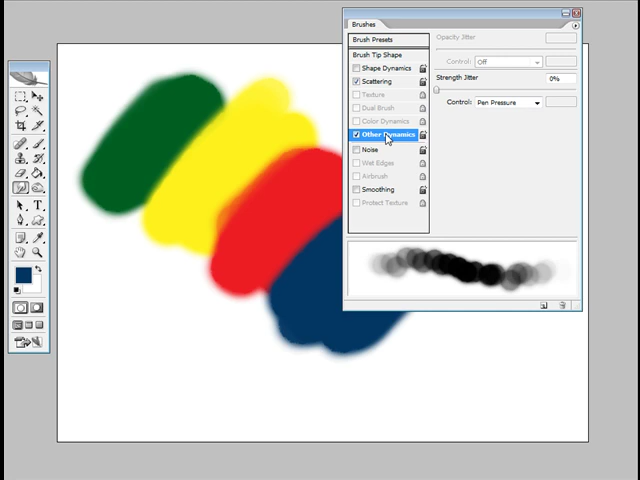 Brushes
Brush Presets
Opacity Jitter
Brush Tip Shape
Control: Off
Shape Dynamics
Strength Jitter 0%
Scattering
Texture
Control: Pen Pressure
Dual Brush
Color Dynamics
Other Dynamics
Noise
Wet Edges
Airbrush
Smoothing
Protect Texture
T